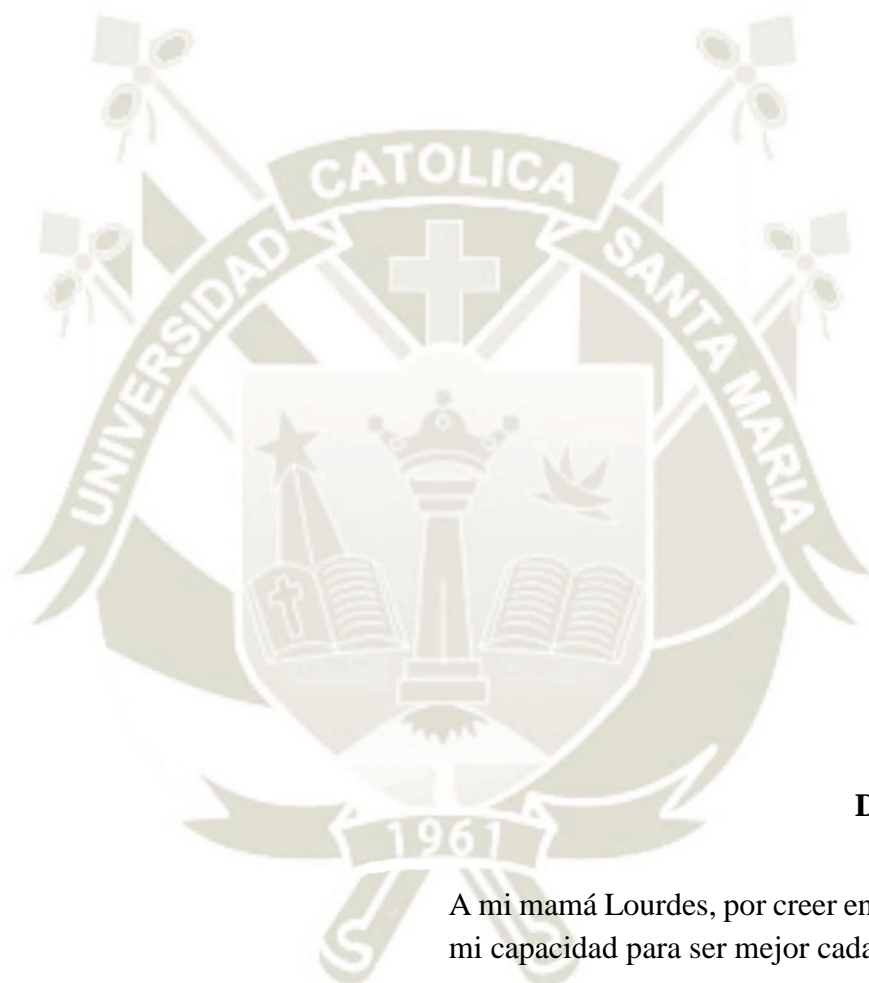 CATOLICA
UNIVERSIDAD
SANTA MARIA
1961
D
A mi mamá Lourdes, por creer en
mi capacidad para ser mejor cada